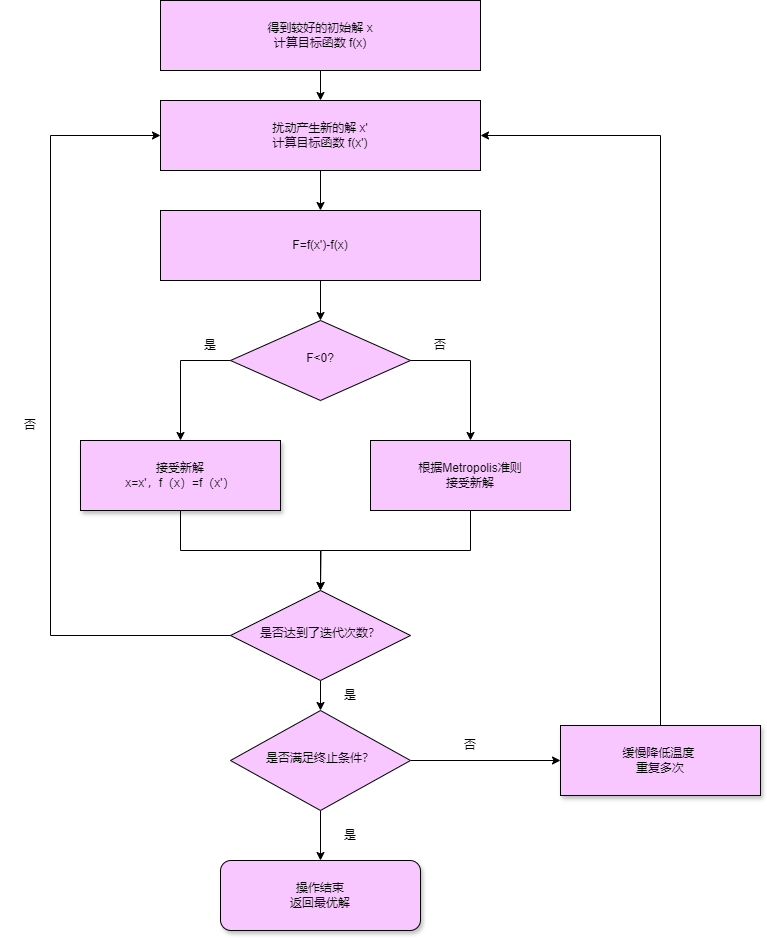 得到较好的初始解 x
计算目标函数 f(x)
扰动产生新的解 x'
计算目标函数 f(x')
F=f(x')-f(x)
是
F<0?
否
接受新解
x=x'，f（x）=f（x'）
根据Metropolis准则
接受新解
否
是否达到了迭代次数?
是
是否满足终止条件?
否
缓慢降低温度
重复多次
是
操作结束
返回最优解